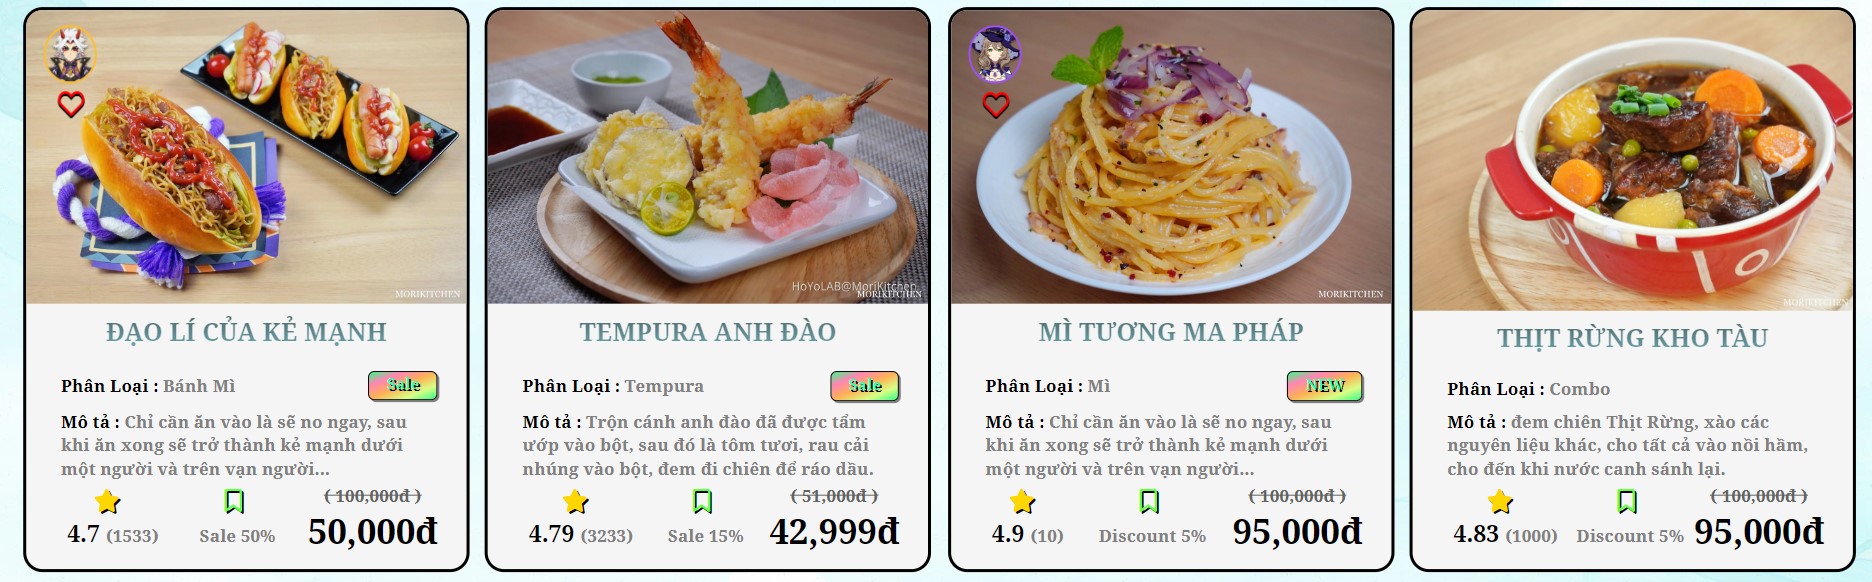 MORIKITCHEN
ĐẠO LÍ CỦA KẺ MẠNH
Phân Loại : Bánh Mì
Sale
Mô tả : Chỉ cần ăn vào là sẽ no ngay, sau
khi ăn xong sẽ trở thành kẻ mạnh dưới
một người và trên vạn người...
( 100,000đ )
4.7 (1533)
Sale 50%
50,000đ
HoYoLAB@MoriKitchen
MORIKITCHEN
TEMPURA ANH ĐÀO
Phân Loại : Tempura
Sale
Mô tả : Trộn cánh anh đào đã được tẩm
ướp vào bột, sau đó là tôm tươi, rau cải
nhúng vào bột, đem đi chiên để ráo dầu.
( 51,000đ )
4.79 (3233)
Sale 15%
42,999đ
MORIKITCHEN
MÌ TƯƠNG MA PHÁP
Phân Loại : Mì
NEW
Mô tả : Chỉ cần ăn vào là sẽ no ngay, sau
khi ăn xong sẽ trở thành kẻ mạnh dưới
một người và trên vạn người...
( 100,000đ )
4.9 (10)
Discount 5%
95,000đ
MORIKITCHEN
THỊT RỪNG KHO TÀU
Phân Loại : Combo
Mô tả : đem chiên Thịt Rừng, xào các
nguyên liệu khác, cho tất cả vào nồi hầm,
cho đến khi nước canh sánh lại.
( 100,000đ )
4.83 (1000)
Discount 5%
95,000đ